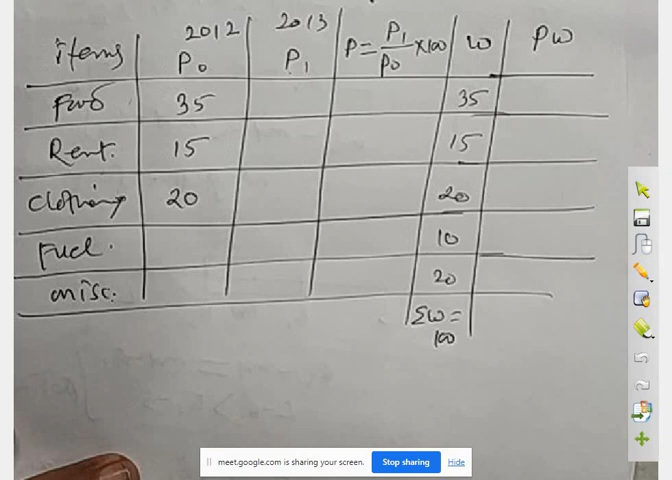 items 2012 P₀ 2013 P₁ P = P₁/P₀ × 100 W PW
Food 35 35
Rent. 15 15
Clothing 20 20
Fuel. 10
misc. 20
ΣW = 100
meet.google.com is sharing your screen. Stop sharing Hide